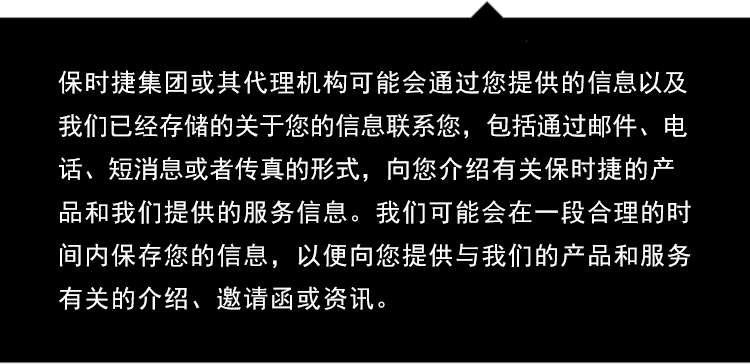 保时捷集团或其代理机构可能会通过您提供的信息以及
我们已经存储的关于您的信息联系您，包括通过邮件、电
话、短消息或者传真的形式，向您介绍有关保时捷的产
品和我们提供的服务信息。我们可能会在一段合理的时
间内保存您的信息，以便向您提供与我们的产品和服务
有关的介绍、邀请函或资讯。